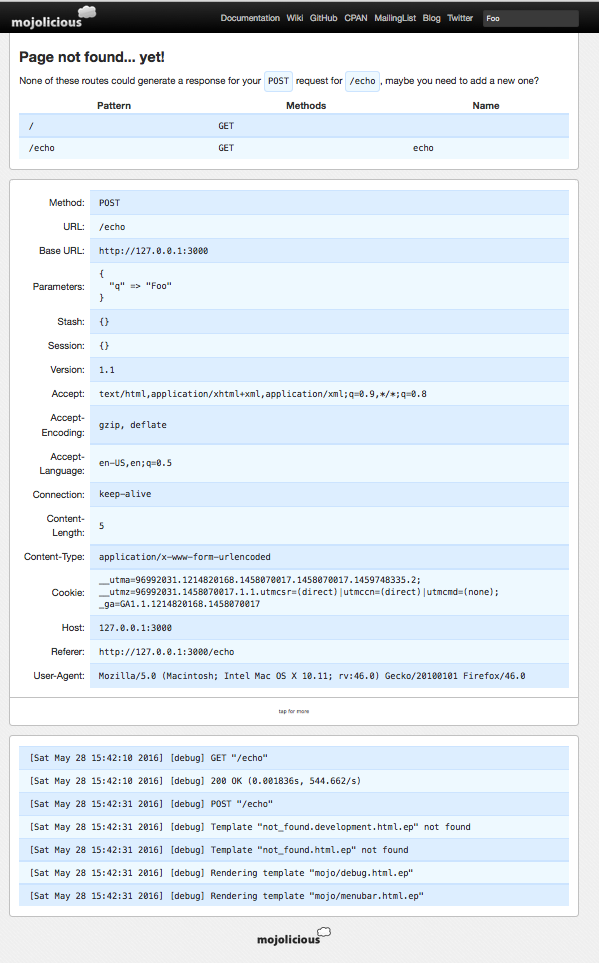 mojolicious Documentation Wiki GitHub CPAN MailingList Blog Twitter Foo
Page not found... yet!
None of these routes could generate a response for your POST request for /echo, maybe you need to add a new one?
Pattern Methods Name
/ GET
/echo GET echo
Method: POST
URL: /echo
Base URL: http://127.0.0.1:3000
Parameters: {
"q" => "Foo"
}
Stash: {}
Session: {}
Version: 1.1
Accept: text/html,application/xhtml+xml,application/xml;q=0.9,*/*;q=0.8
Accept-
Encoding: gzip, deflate
Accept-
Language: en-US,en;q=0.5
Connection: keep-alive
Content-
Length: 5
Content-Type: application/x-www-form-urlencoded
Cookie: __utma=96992031.1214820168.1458070017.1458070017.1459748335.2;
__utmz=96992031.1458070017.1.1.utmcsr=(direct)|utmccn=(direct)|utmcmd=(none);
_ga=GA1.1.1214820168.1458070017
Host: 127.0.0.1:3000
Referer: http://127.0.0.1:3000/echo
User-Agent: Mozilla/5.0 (Macintosh; Intel Mac OS X 10.11; rv:46.0) Gecko/20100101 Firefox/46.0
tap for more
[Sat May 28 15:42:10 2016] [debug] GET "/echo"
[Sat May 28 15:42:10 2016] [debug] 200 OK (0.001836s, 544.662/s)
[Sat May 28 15:42:31 2016] [debug] POST "/echo"
[Sat May 28 15:42:31 2016] [debug] Template "not_found.development.html.ep" not found
[Sat May 28 15:42:31 2016] [debug] Template "not_found.html.ep" not found
[Sat May 28 15:42:31 2016] [debug] Rendering template "mojo/debug.html.ep"
[Sat May 28 15:42:31 2016] [debug] Rendering template "mojo/menubar.html.ep"
mojolicious